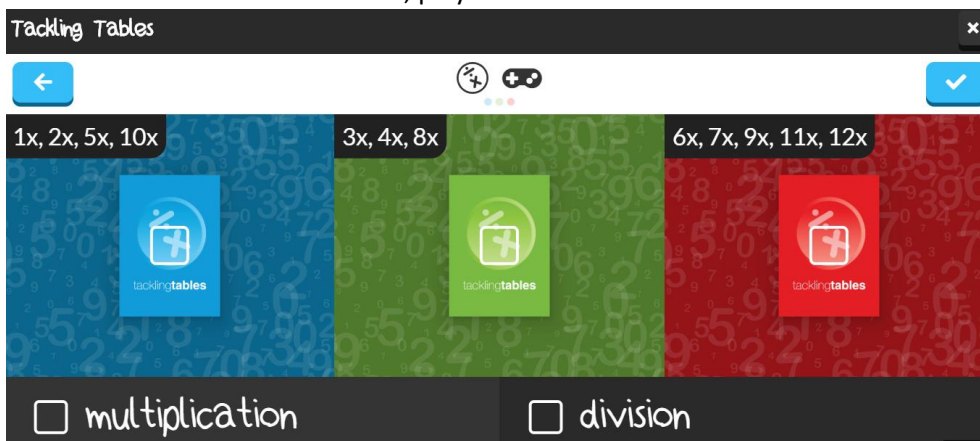 Tackling Tables
1x, 2x, 5x, 10x
3x, 4x, 8x
6x, 7x, 9x, 11x, 12x
tacklingtables
tacklingtables
tacklingtables
multiplication
division